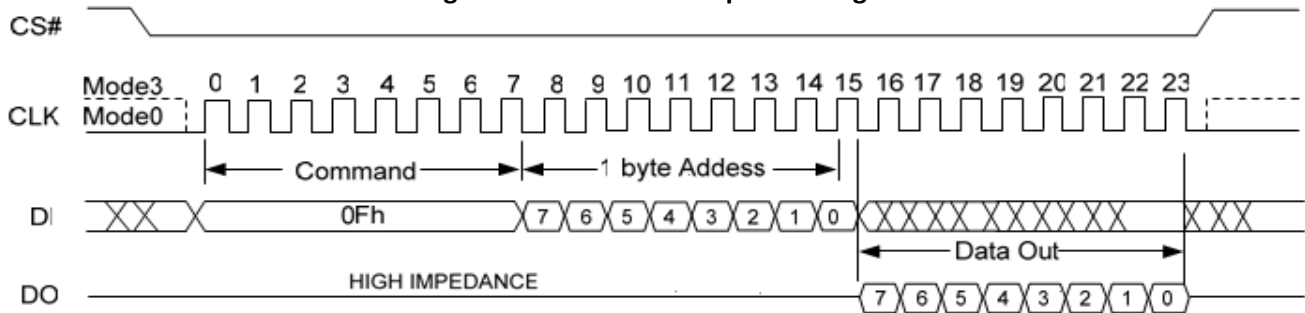 CS#
Mode3 0 1 2 3 4 5 6 7 8 9 10 11 12 13 14 15 16 17 18 19 20 21 22 23
CLK Mode0
Command 1 byte Addess
DI 0Fh 7 6 5 4 3 2 1 0
Data Out
HIGH IMPEDANCE
DO 7 6 5 4 3 2 1 0